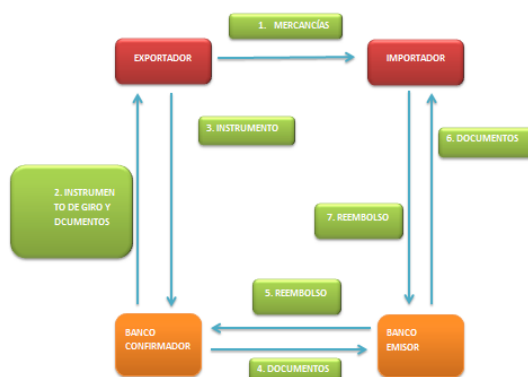 1. MERCANCÍAS
EXPORTADOR
IMPORTADOR
3. INSTRUMENTO
6. DOCUMENTOS
2. INSTRUMEN
TO DE GIRO Y
DCUMENTOS
7. REEMBOLSO
5. REEMBOLSO
BANCO
CONFIRMADOR
BANCO
EMISOR
4. DOCUMENTOS